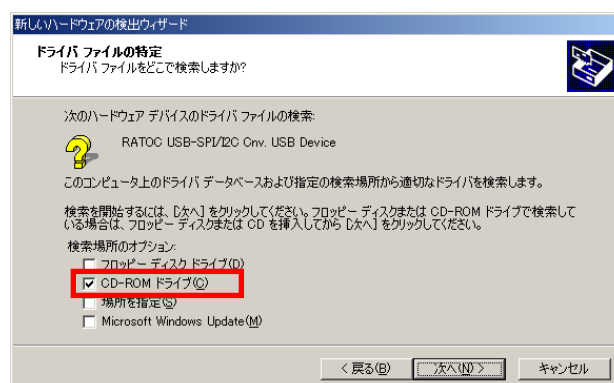 新しいハードウェアの検出ウィザード
ドライバ ファイルの特定
ドライバ ファイルをどこで検索しますか?
次のハードウェア デバイスのドライバ ファイルの検索:
RATOC USB-SPI/I2C Cnv. USB Device
このコンピュータ上のドライバ データベースおよび指定の検索場所から適切なドライバを検索します。
検索を開始するには、[次へ] をクリックしてください。フロッピー ディスクまたは CD-ROM ドライブで検索して
いる場合は、フロッピー ディスクまたは CD を挿入してから [次へ] をクリックしてください。
検索場所のオプション:
フロッピー ディスク ドライブ(D)
CD-ROM ドライブ(C)
場所を指定(S)
Microsoft Windows Update(M)
< 戻る(B)
次へ(N) >
キャンセル